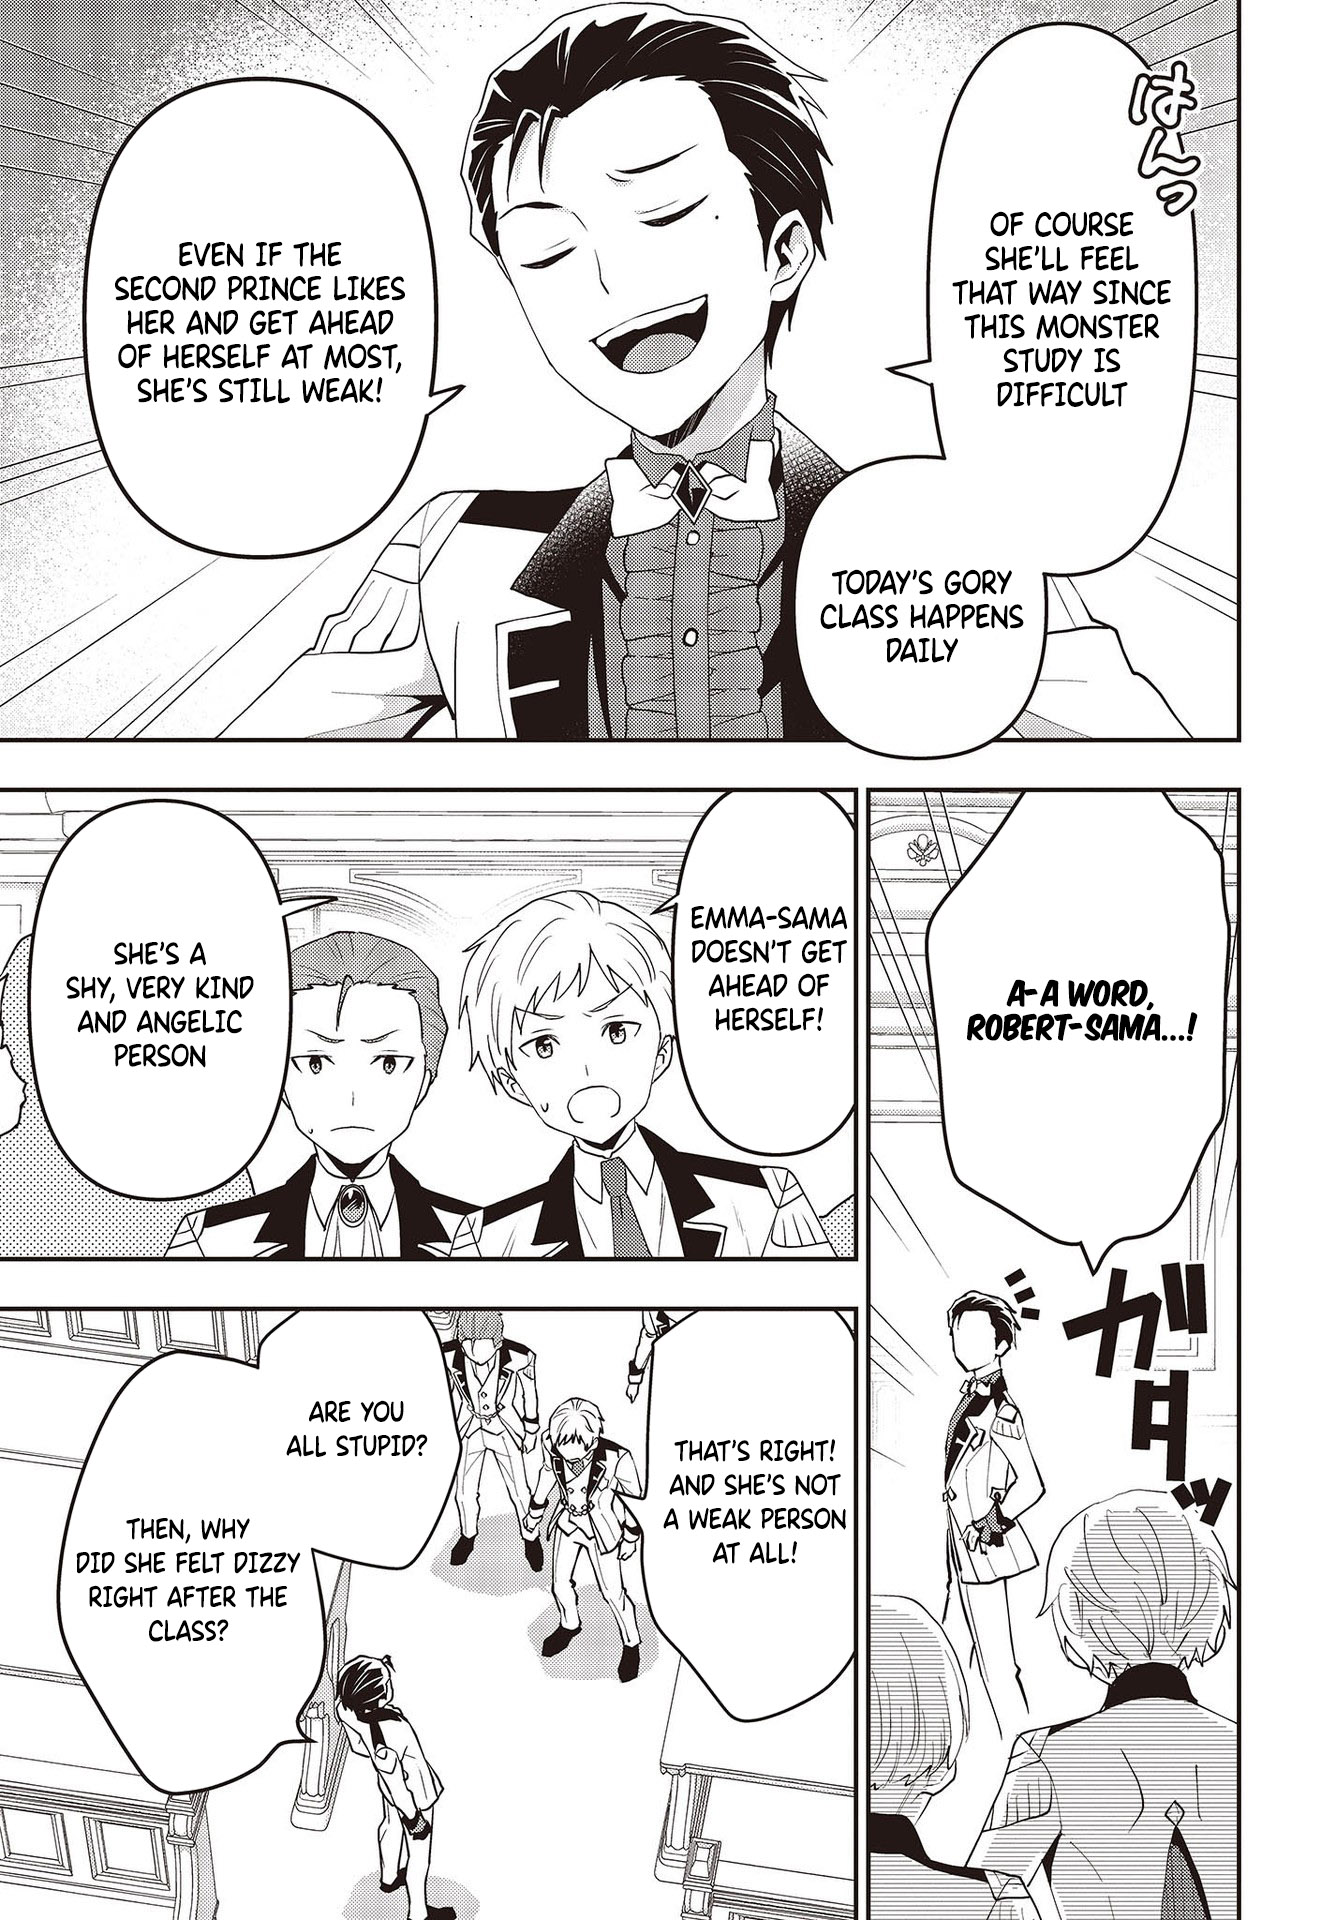 はんっ
OF COURSE
SHE'LL FEEL
THAT WAY SINCE
THIS MONSTER
STUDY IS
DIFFICULT
TODAY'S GORY
CLASS HAPPENS
DAILY
EVEN IF THE
SECOND PRINCE LIKES
HER AND GET AHEAD
OF HERSELF AT MOST,
SHE'S STILL WEAK!
A-A WORD,
ROBERT-SAMA...!
ガタッ
EMMA-SAMA
DOESN'T GET
AHEAD OF
HERSELF!
SHE'S A
SHY, VERY KIND
AND ANGELIC
PERSON
THAT'S RIGHT!
AND SHE'S NOT
A WEAK PERSON
AT ALL!
ARE YOU
ALL STUPID?
THEN, WHY
DID SHE FELT DIZZY
RIGHT AFTER THE
CLASS?